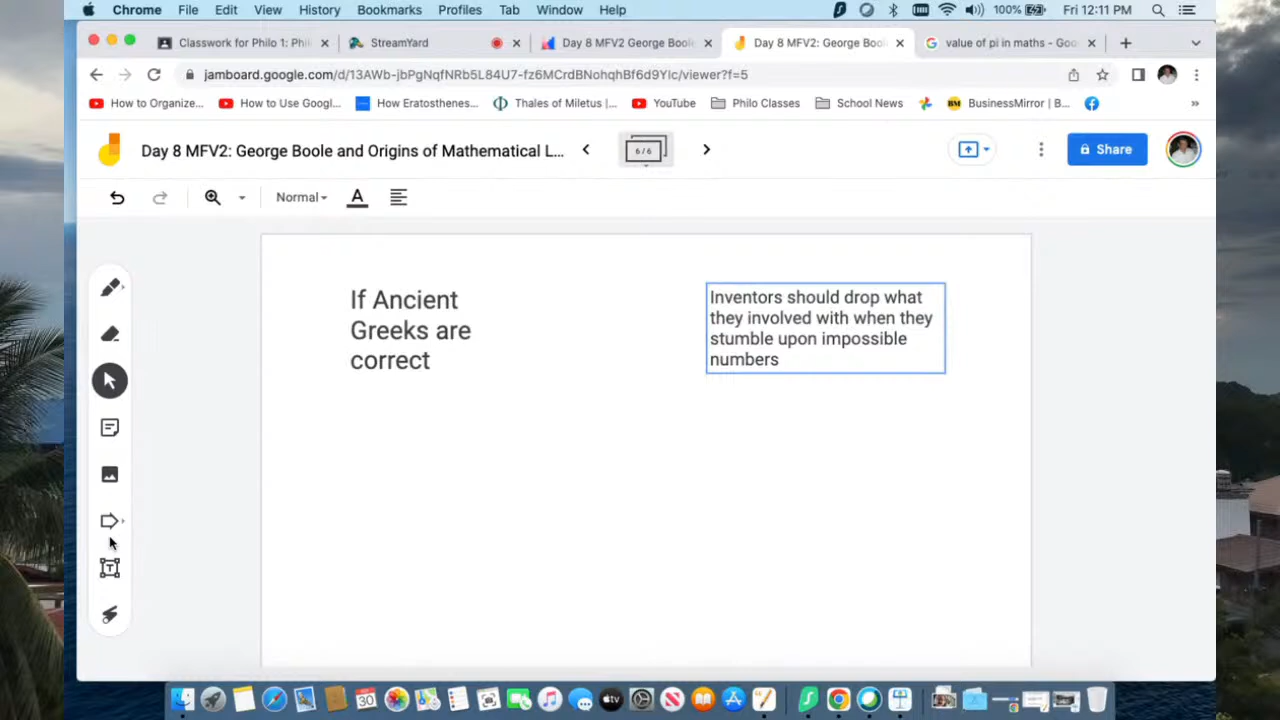 Chrome File Edit View History Bookmarks Profiles Tab Window Help 100% Fri 12:11 PM
Classwork for Philo 1: Phi StreamYard Day 8 MFV2 George Boole Day 8 MFV2: George Boo value of pi in maths - Goo
jamboard.google.com/d/13AWb-jbPgNqfNRb5L84U7-fz6MCrdBNohqhBf6d9YIc/viewer?f=5
How to Organize... How to Use Googl... How Eratosthenes... Thales of Miletus |... YouTube Philo Classes School News BM BusinessMirror | B... »
Day 8 MFV2: George Boole and Origins of Mathematical L... 6 / 6 Share
Normal A
If Ancient
Greeks are
correct
Inventors should drop what
they involved with when they
stumble upon impossible
numbers
30